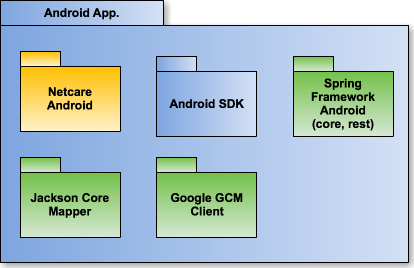 Android App.
Netcare
Android
Android SDK
Spring
Framework
Android
(core, rest)
Jackson Core
Mapper
Google GCM
Client